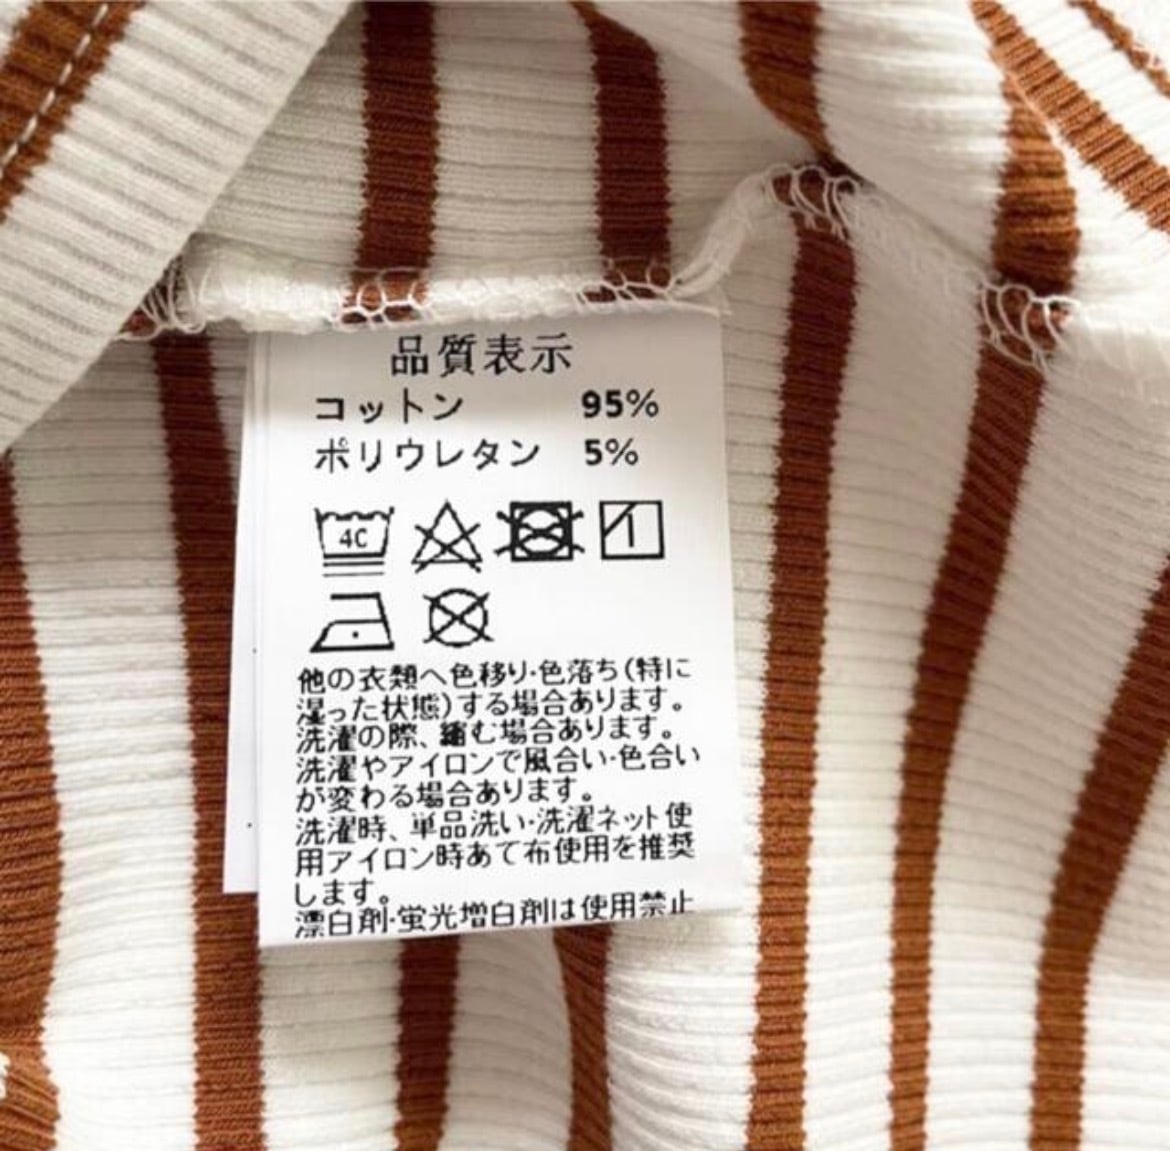 品質表示
コットン 95%
ポリウレタン 5%
4C
他の衣類へ色移り·色落ち(特に
湿った状態)する場合あります。
洗濯の際、縮む場合あります。
洗濯やアイロンで風合い·色合い
が変わる場合あります。
洗濯時、単品洗い·洗濯ネット使
用アイロン時あて布使用を推奨
します。
漂白剤·蛍光増白剤は使用禁止